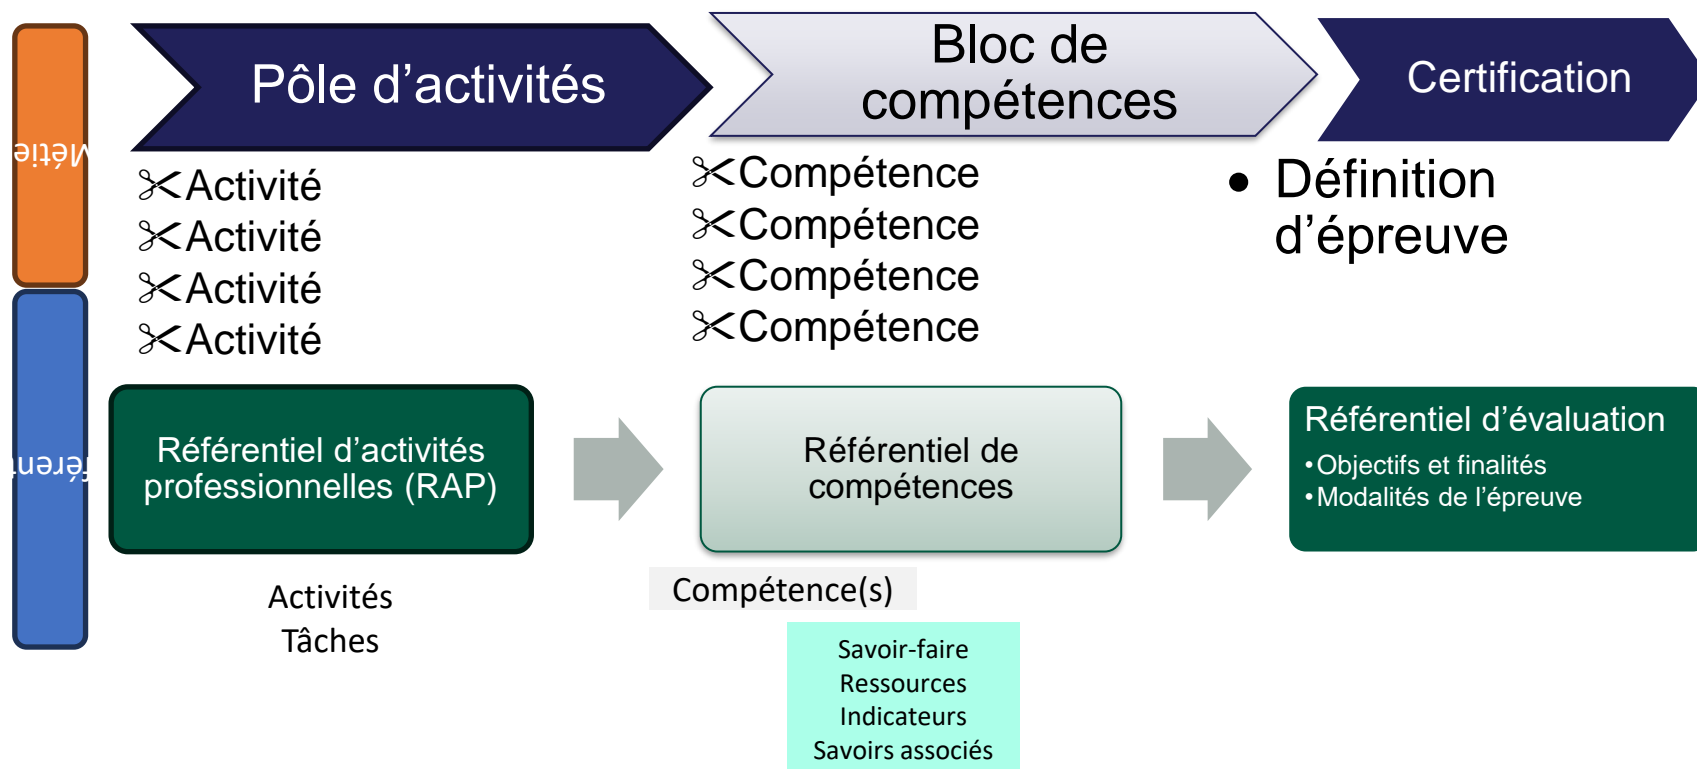 Pôle d’activités
Bloc de
compétences
Certification
Métie
✂Activité
✂Activité
✂Activité
✂Activité
✂Compétence
✂Compétence
✂Compétence
✂Compétence
• Définition
d’épreuve
Référentiel d’activités
professionnelles (RAP)
Référentiel de
compétences
Référentiel d’évaluation
•Objectifs et finalités
•Modalités de l’épreuve
Activités
Tâches
Compétence(s)
Savoir-faire
Ressources
Indicateurs
Savoirs associés